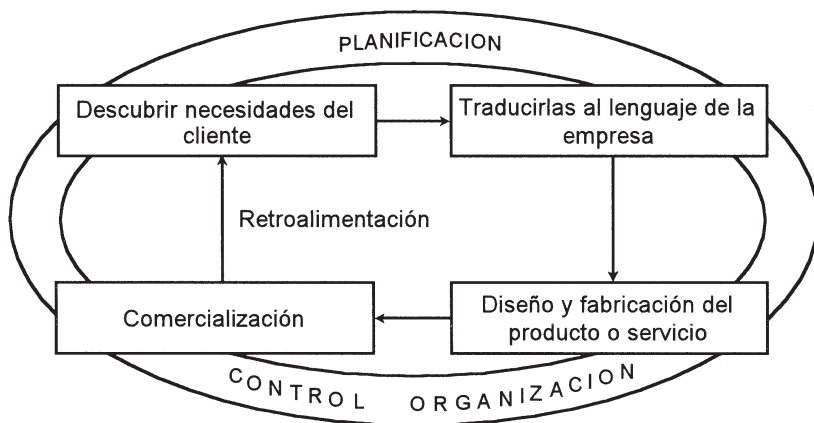 PLANIFICACION
Descubrir necesidades del
cliente
Traducirlas al lenguaje de la
empresa
Retroalimentación
Comercialización
Diseño y fabricación del
producto o servicio
CONTROL ORGANIZACION